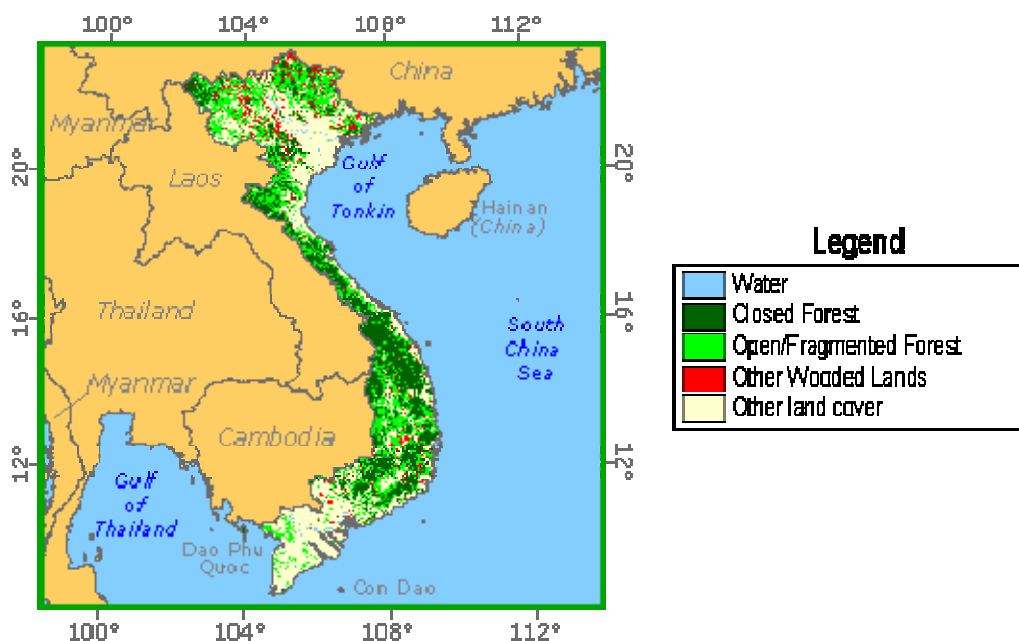 100° 104° 108° 112°
China
Myanmar
20°
20°
Laos
Gulf
of
Tonkin
Hainan
(China)
Legend
Water
Closed Forest
Open/Fragmented Forest
Other Wooded Lands
Other land cover
Thailand
16°
16°
South
China
Sea
Myanmar
Cambodia
12°
12°
Gulf
of
Thailand
Dao Phu
Quoc
Con Dao
100° 104° 108° 112°